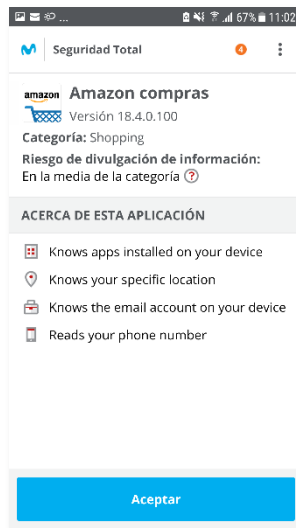 67% 11:02
Seguridad Total
4
amazon
Amazon compras
Versión 18.4.0.100
Categoría: Shopping
Riesgo de divulgación de información:
En la media de la categoría ?
ACERCA DE ESTA APLICACIÓN
Knows apps installed on your device
Knows your specific location
Knows the email account on your device
Reads your phone number
Aceptar